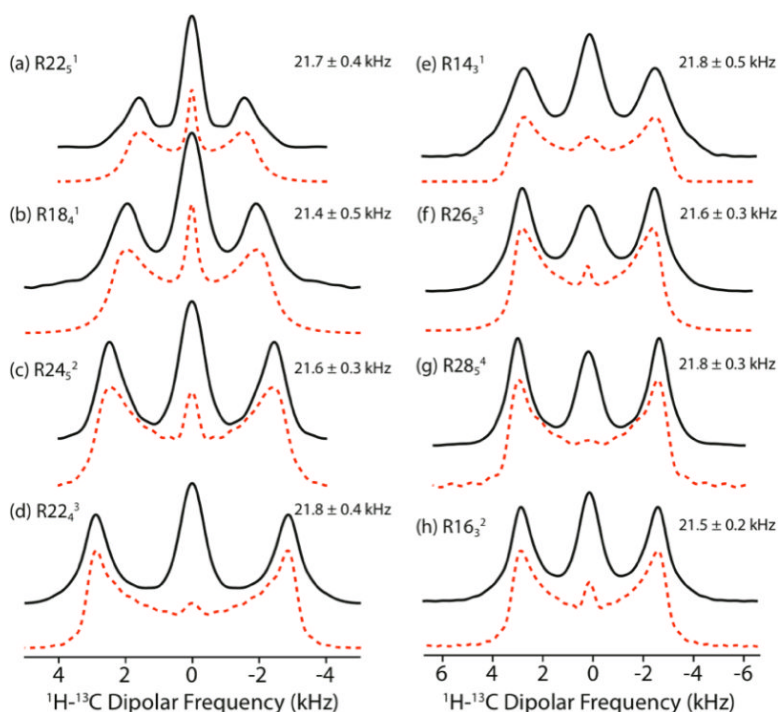 (a) R22₅¹ 21.7 ± 0.4 kHz
(b) R18₄¹ 21.4 ± 0.5 kHz
(c) R24₅² 21.6 ± 0.3 kHz
(d) R22₄³ 21.8 ± 0.4 kHz
4 2 0 -2 -4
¹H-¹³C Dipolar Frequency (kHz)
(e) R14₃¹ 21.8 ± 0.5 kHz
(f) R26₅³ 21.6 ± 0.3 kHz
(g) R28₅⁴ 21.8 ± 0.3 kHz
(h) R16₃² 21.5 ± 0.2 kHz
6 4 2 0 -2 -4 -6
¹H-¹³C Dipolar Frequency (kHz)